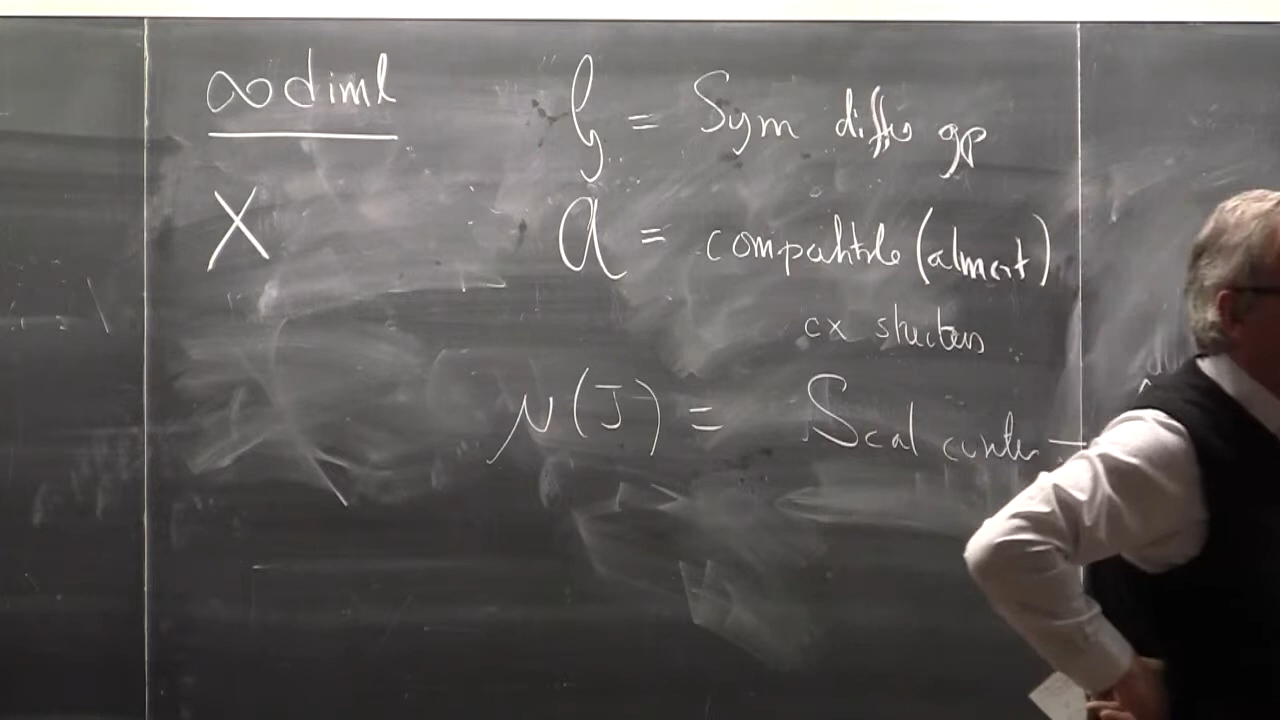 ∞ diml
X
G = Sym diffeo gp
a = compatible (almost)
cx structures
μ(J) = Scal curv